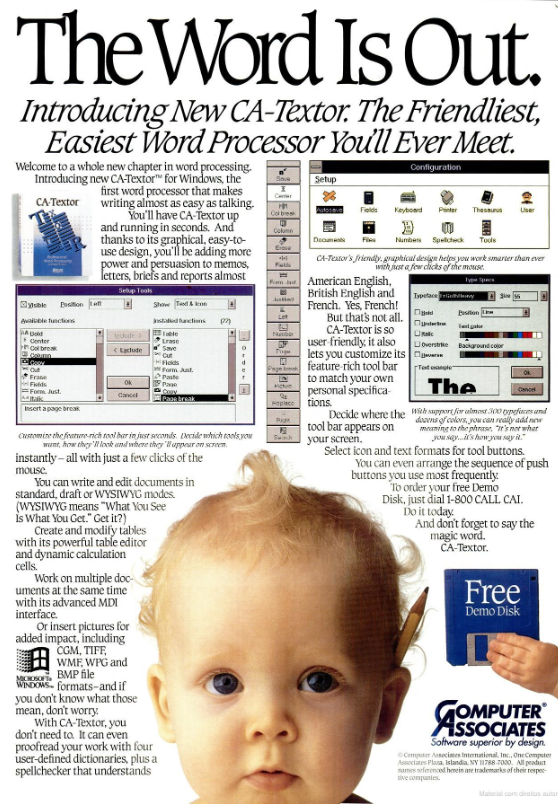 The Word Is Out.
Introducing New CA-Textor. The Friendliest,
Easiest Word Processor You'll Ever Meet.
Welcome to a whole new chapter in word processing.
Introducing new CA-Textor™ for Windows, the
first word processor that makes
writing almost as easy as talking.
You'll have CA-Textor up
and running in seconds. And
thanks to its graphical, easy-to-
use design, you'll be adding more
power and persuasion to memos,
letters, briefs and reports almost
CA-Textor
Setup Tools
Visible Position Left Show Text & Icon
Available functions Installed functions (22)
Bold
Center
Col break
Column
Copy
Cut
Erase
Fields
Form. Just.
Italic
Include
< Exclude
Ok
Cancel
Table
Erase
Save
Cut
Fields
Form. Just.
Paste
Page
Copy
Page break
Order
Insert a page break
Customize the feature-rich tool bar in just seconds. Decide which tools you
want, how they'll look and where they'll appear on screen.
instantly – all with just a few clicks of the
mouse.
You can write and edit documents in
standard, draft or WYSIWYG modes.
(WYSIWYG means "What You See
Is What You Get." Get it?)
Create and modify tables
with its powerful table editor
and dynamic calculation
cells.
Work on multiple doc-
uments at the same time
with its advanced MDI
interface.
Or insert pictures for
added impact, including
CGM, TIFF,
WMF, WPG and
BMP file
formats–and if
you don't know what those
mean, don't worry.
With CA-Textor, you
don't need to. It can even
proofread your work with four
user-defined dictionaries, plus a
spellchecker that understands
MICROSOFT®
WINDOWS™
Save
Center
Col break
Column
Erase
Fields
Form. Just.
Justified
Left
Number
Page
Page break
Picture
Replace
Right
Search
Configuration
Setup
Autosave Fields Keyboard Printer Thesaurus User
Documents Files Numbers Spellcheck Tools
CA-Textor's friendly, graphical design helps you work smarter than ever
with just a few clicks of the mouse.
American English,
British English and
French. Yes, French!
But that's not all.
CA-Textor is so
user-friendly, it also
lets you customize its
feature-rich tool bar
to match your own
personal specifica-
tions.
Decide where the
tool bar appears on
your screen.
Select icon and text formats for tool buttons.
You can even arrange the sequence of push
buttons you use most frequently.
To order your free Demo
Disk, just dial 1-800 CALL CAI.
Do it today.
And don't forget to say the
magic word.
CA-Textor.
Type Specs
Typeface Size
Bold
Underline
Italic
Overstrike
Reverse
Position Line
Text color
Background color
Text example
The
Ok
Cancel
With support for almost 300 typefaces and
dozens of colors, you can really add new
meaning to the phrase, "It's not what
you say...it's how you say it."
Free
Demo Disk
COMPUTER®
ASSOCIATES
Software superior by design.
© Computer Associates International, Inc., One Computer
Associates Plaza, Islandia, NY 11788-7000. All product
names referenced herein are trademarks of their respec-
tive companies.
Material com direitos autorais